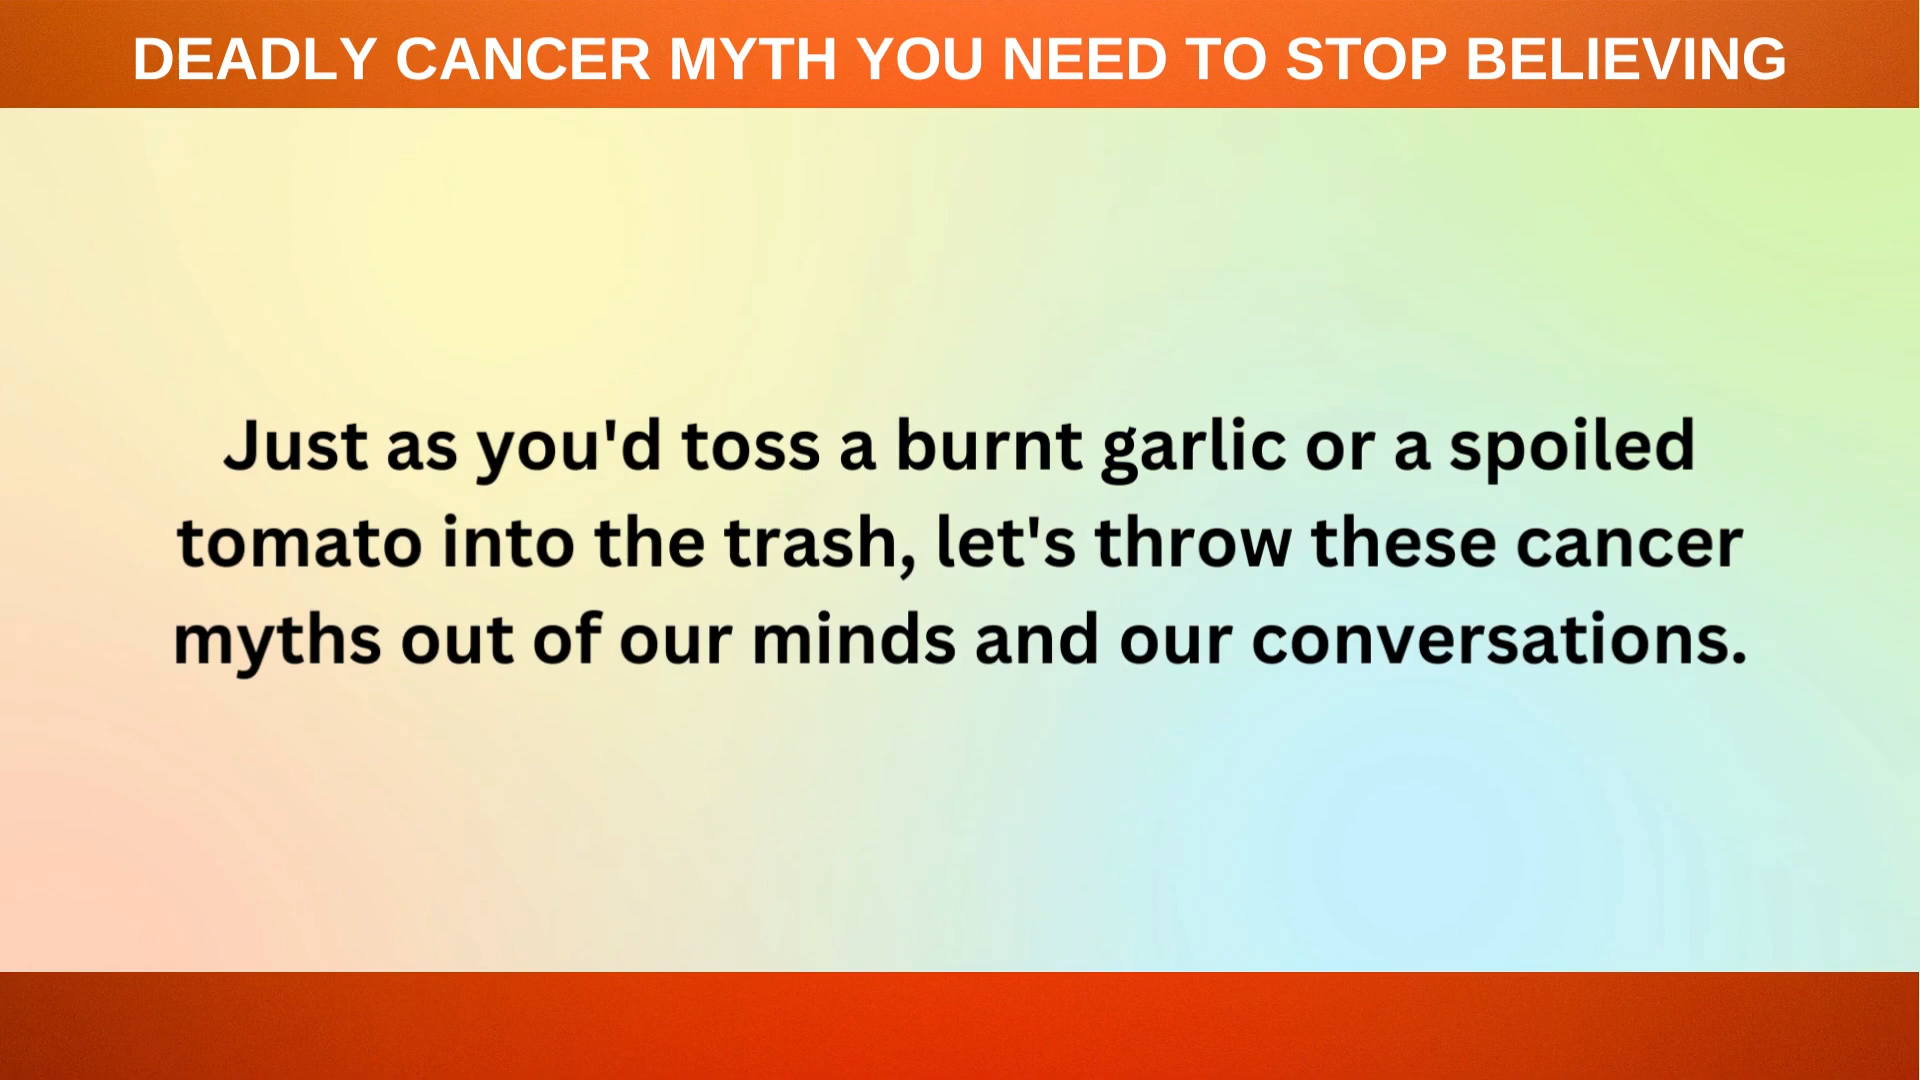 DEADLY CANCER MYTH YOU NEED TO STOP BELIEVING
Just as you'd toss a burnt garlic or a spoiled
tomato into the trash, let's throw these cancer
myths out of our minds and our conversations.